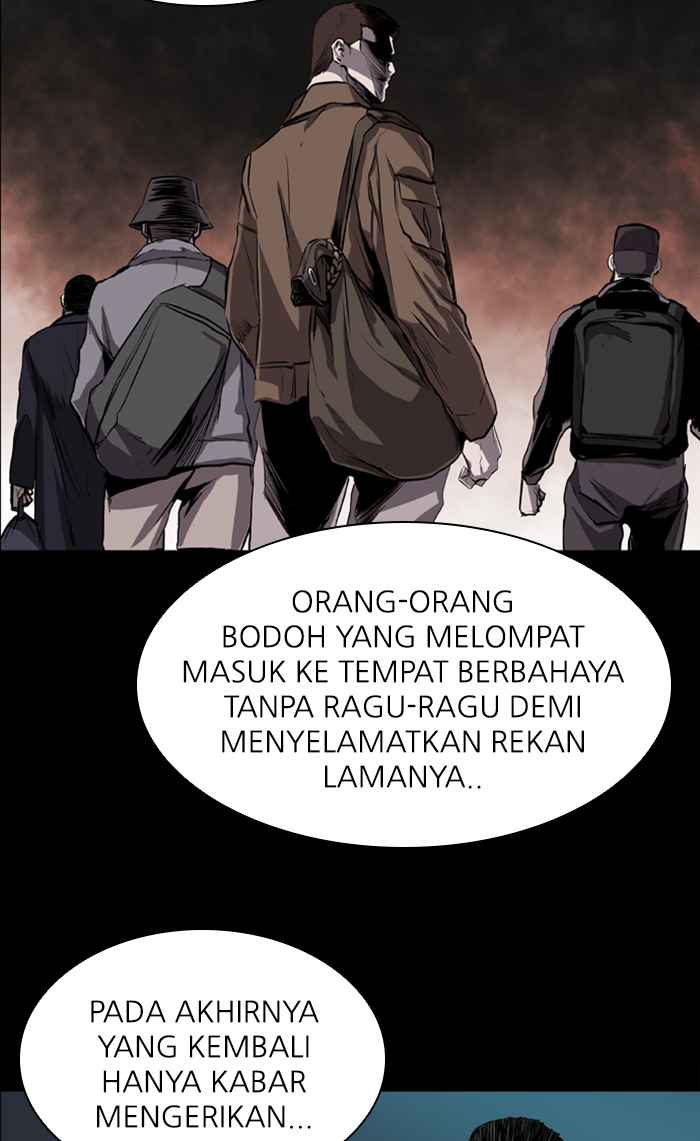 ORANG-ORANG
BODOH YANG MELOMPAT
MASUK KE TEMPAT BERBAHAYA
TANPA RAGU-RAGU DEMI
MENYELAMATKAN REKAN
LAMANYA..
PADA AKHIRNYA
YANG KEMBALI
HANYA KABAR
MENGERIKAN...